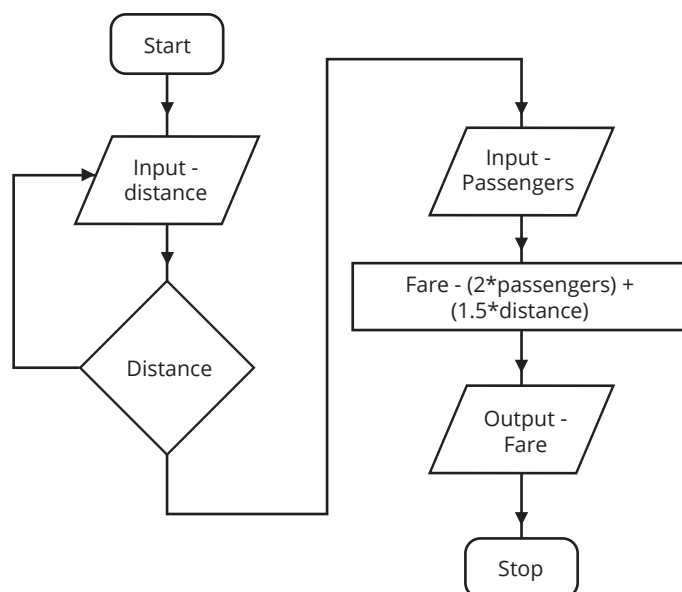 Start
Input -
distance
Distance
Input -
Passengers
Fare - (2*passengers) +
(1.5*distance)
Output -
Fare
Stop